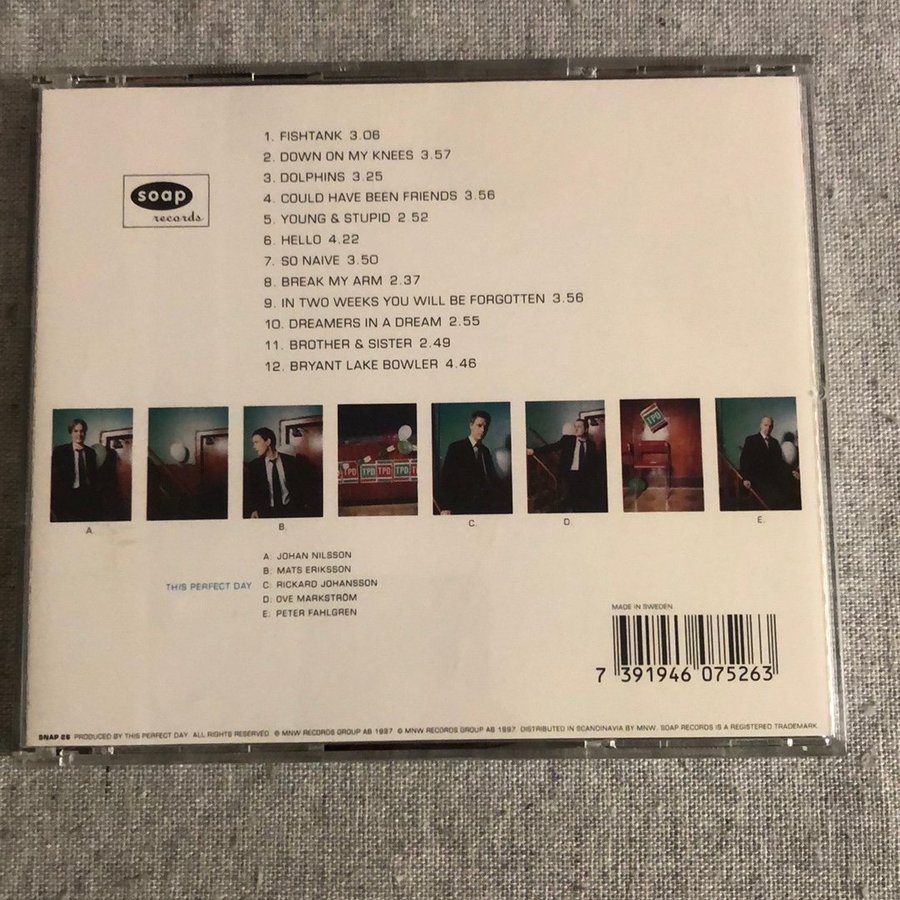 1. FISHTANK 3.06
2. DOWN ON MY KNEES 3.57
3. DOLPHINS 3.25
4. COULD HAVE BEEN FRIENDS 3.56
5. YOUNG & STUPID 2 52
6. HELLO 4.22
7. SO NAIVE 3.50
8. BREAK MY ARM 2.37
9. IN TWO WEEKS YOU WILL BE FORGOTTEN 3.56
10. DREAMERS IN A DREAM 2.55
11. BROTHER & SISTER 2.49
12. BRYANT LAKE BOWLER 4.46
soap
records
TPD TPD TPD TPD T
TPD
A. B. C. D. E.
A: JOHAN NILSSON
B: MATS ERIKSSON
THIS PERFECT DAY C: RICKARD JOHANSSON
D: OVE MARKSTRÖM
E: PETER FAHLGREN
MADE IN SWEDEN
7 391946 075263
SNAP 26 PRODUCED BY THIS PERFECT DAY. ALL RIGHTS RESERVED. © MNW RECORDS GROUP AB 1997. © MNW RECORDS GROUP AB 1997. DISTRIBUTED IN SCANDINAVIA BY MNW. SOAP RECORDS IS A REGISTERED TRADEMARK.